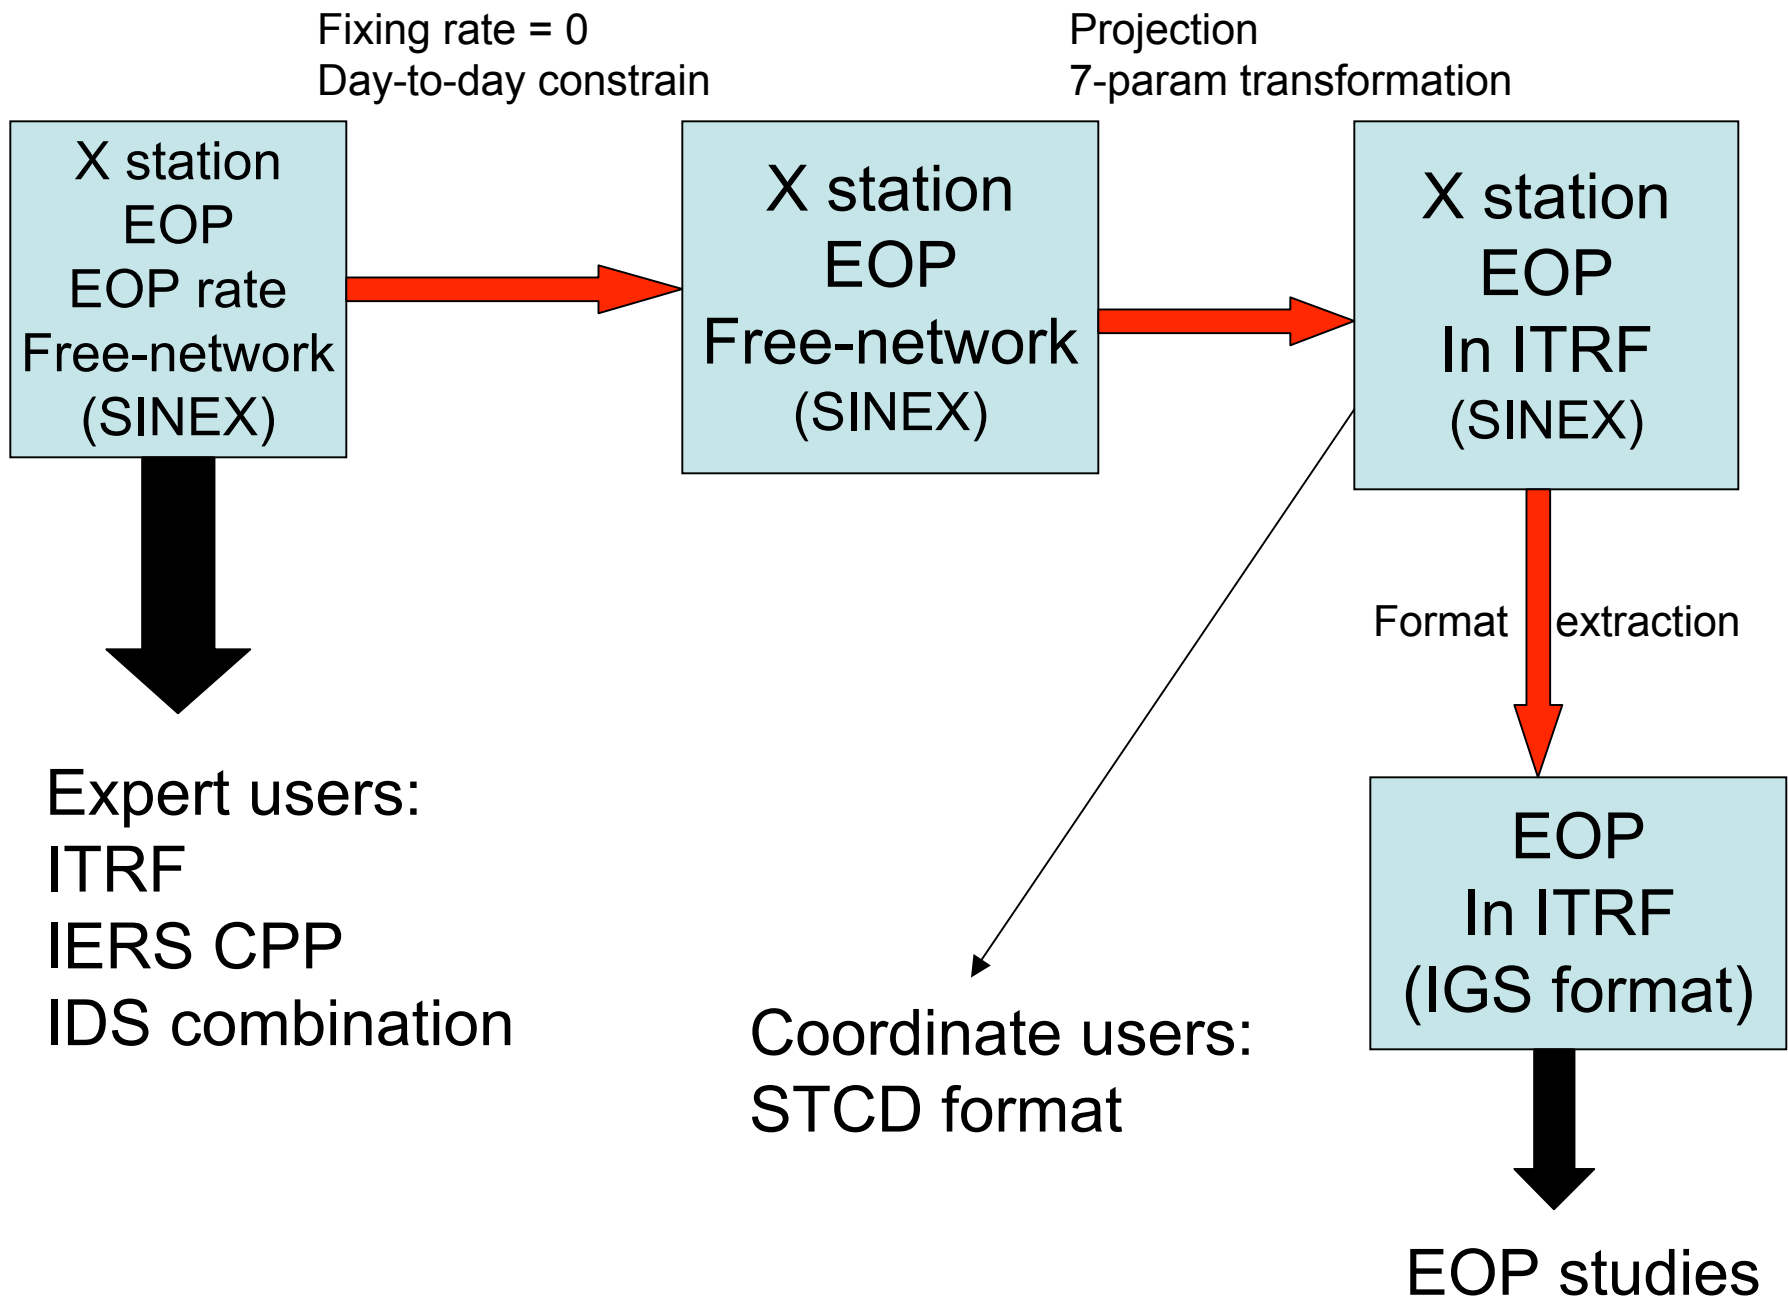 Fixing rate = 0
Day-to-day constrain
Projection
7-param transformation
X station
EOP
EOP rate
Free-network
(SINEX)
X station
EOP
Free-network
(SINEX)
X station
EOP
In ITRF
(SINEX)
Format extraction
Expert users:
ITRF
IERS CPP
IDS combination
Coordinate users:
STCD format
EOP
In ITRF
(IGS format)
EOP studies